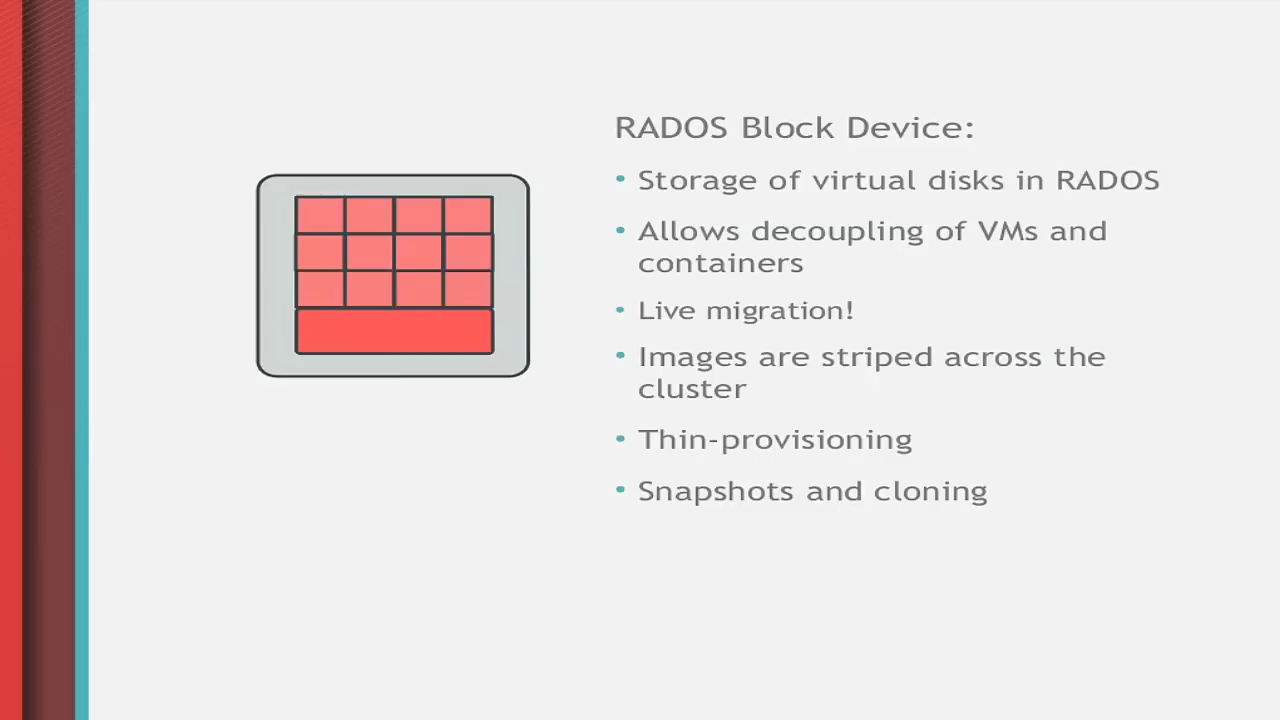 RADOS Block Device:
• Storage of virtual disks in RADOS
• Allows decoupling of VMs and
containers
• Live migration!
• Images are striped across the
cluster
• Thin-provisioning
• Snapshots and cloning